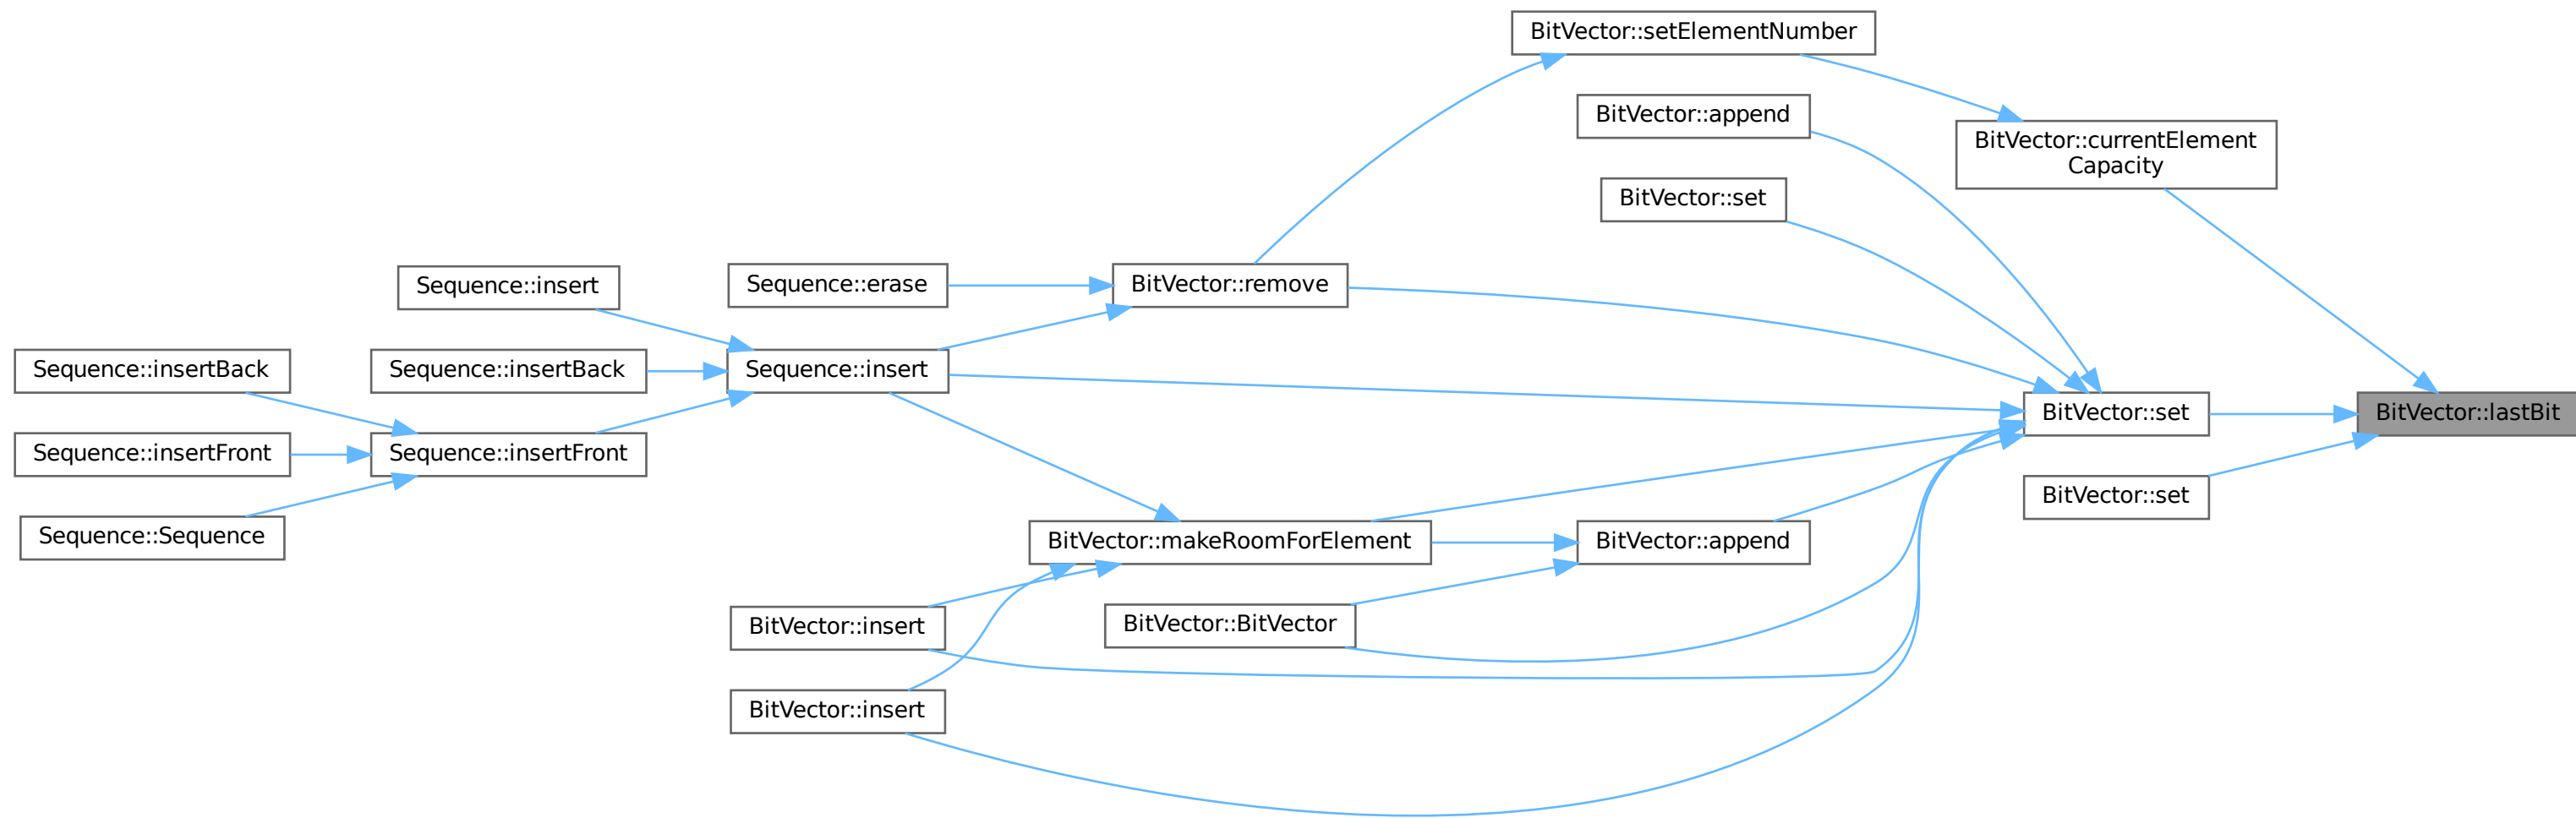 BitVector::setElementNumber
BitVector::append
BitVector::currentElement
Capacity
BitVector::set
Sequence::insert
Sequence::erase
BitVector::remove
Sequence::insertBack
Sequence::insertBack
Sequence::insert
BitVector::set
BitVector::lastBit
Sequence::insertFront
Sequence::insertFront
BitVector::set
Sequence::Sequence
BitVector::makeRoomForElement
BitVector::append
BitVector::insert
BitVector::BitVector
BitVector::insert